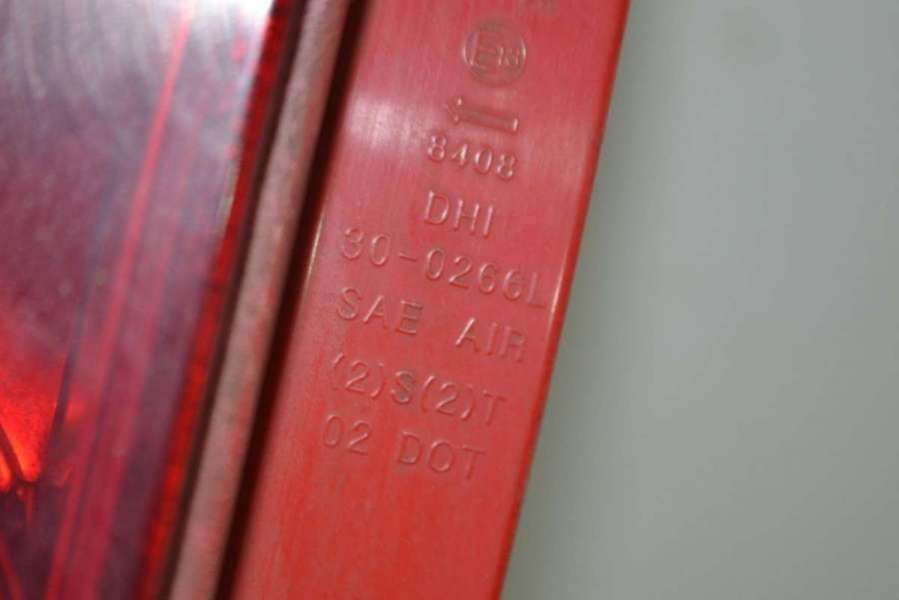 8408
DHI
30-0266L
SAE AIR
(2)S(2)T
02 DOT